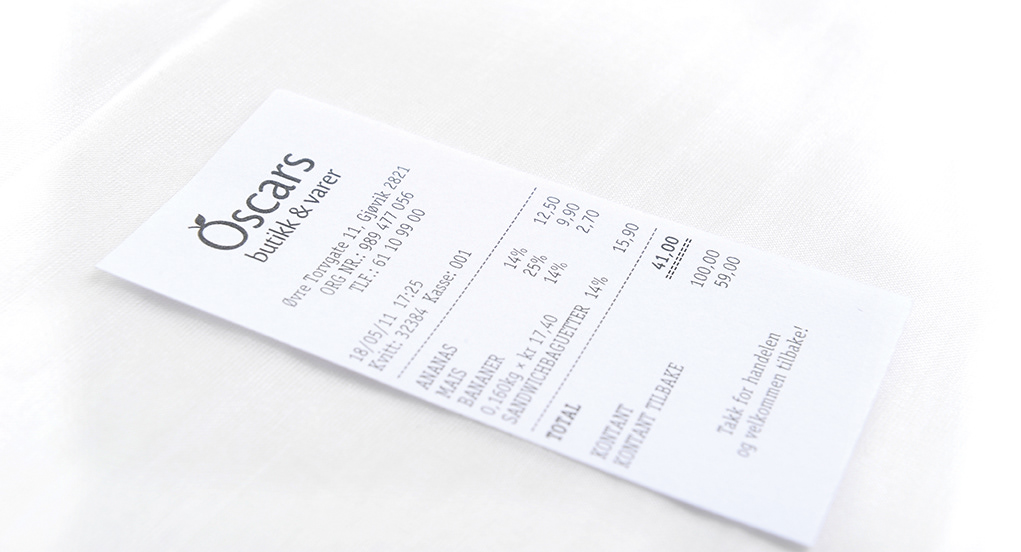 Oscars
butikk & varer
Øvre Torvgate 11, Gjøvik 2821
ORG NR.: 989 477 056
TLF.: 61 10 99 00
18/05/11 17:25
Kvitt: 32384 Kasse: 001
ANANAS 14% 12,50
MAIS 25% 9,90
BANANER 14% 2,70
0,160kg × kr 17,40
SANDWICHBAGUETTER 14% 15,90
TOTAL 41,00
KONTANT 100,00
KONTANT TILBAKE 59,00
Takk for handelen
og velkommen tilbake!